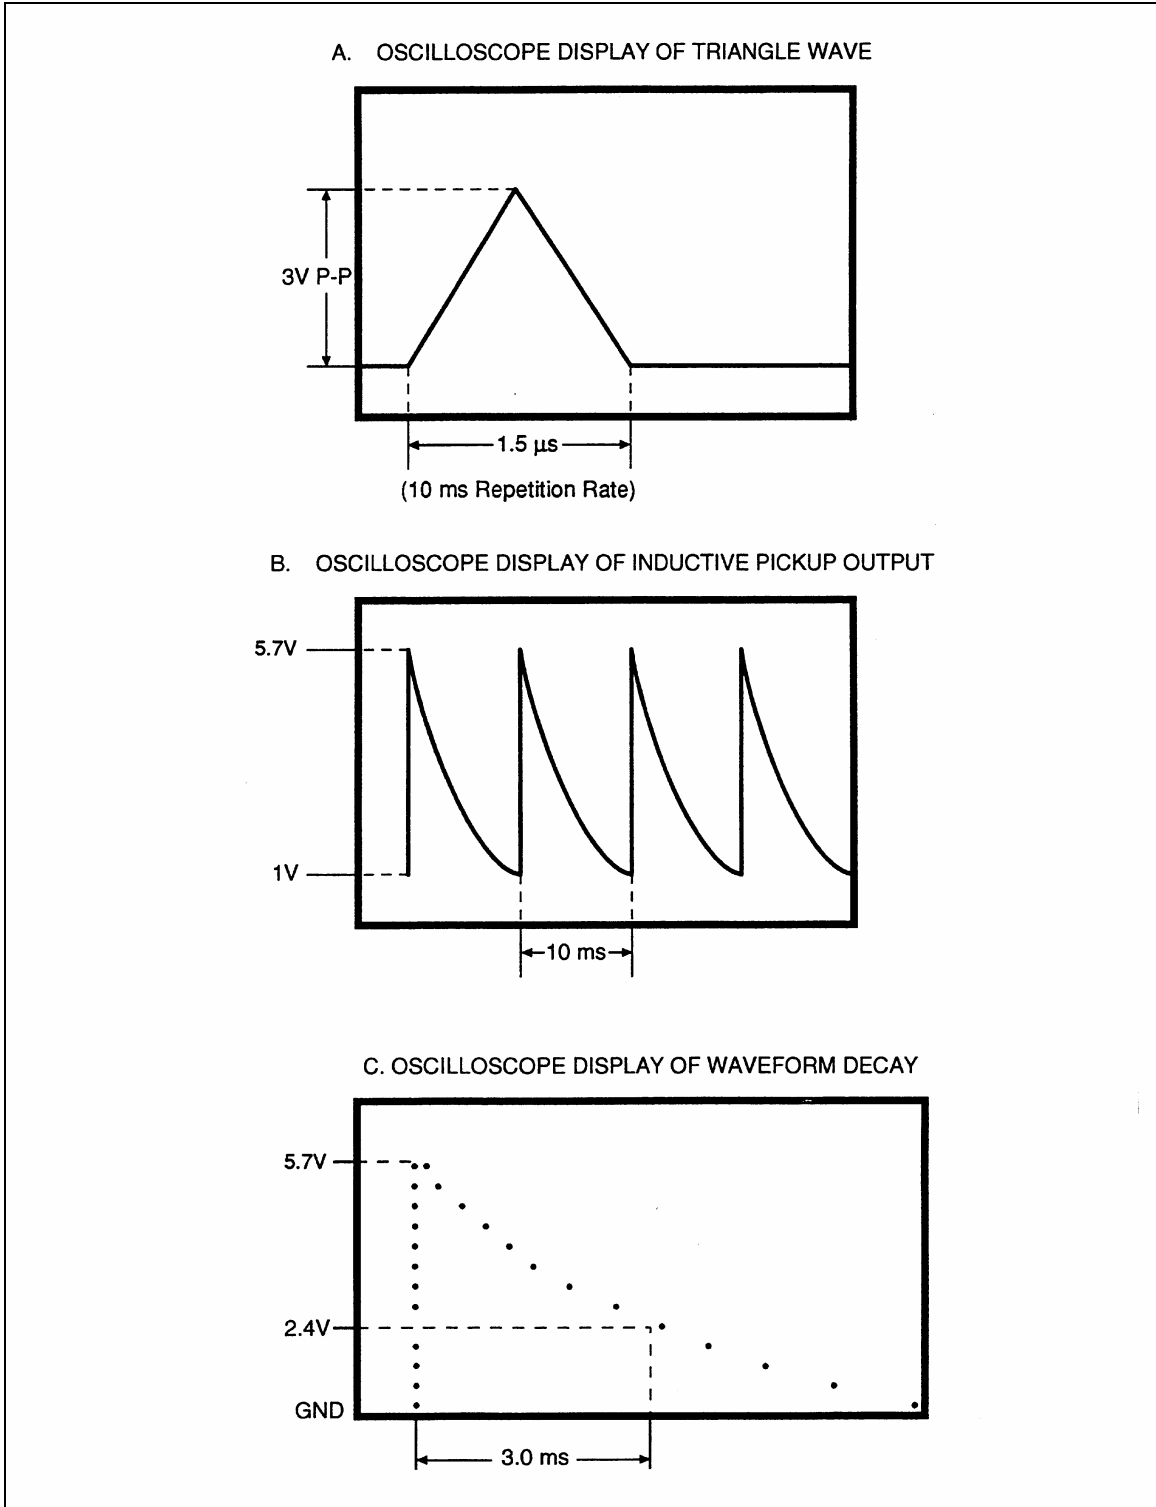 A. OSCILLOSCOPE DISPLAY OF TRIANGLE WAVE
3V P-P
1.5 µs
(10 ms Repetition Rate)
B. OSCILLOSCOPE DISPLAY OF INDUCTIVE PICKUP OUTPUT
5.7V
1V
10 ms
C. OSCILLOSCOPE DISPLAY OF WAVEFORM DECAY
5.7V
2.4V
GND
3.0 ms